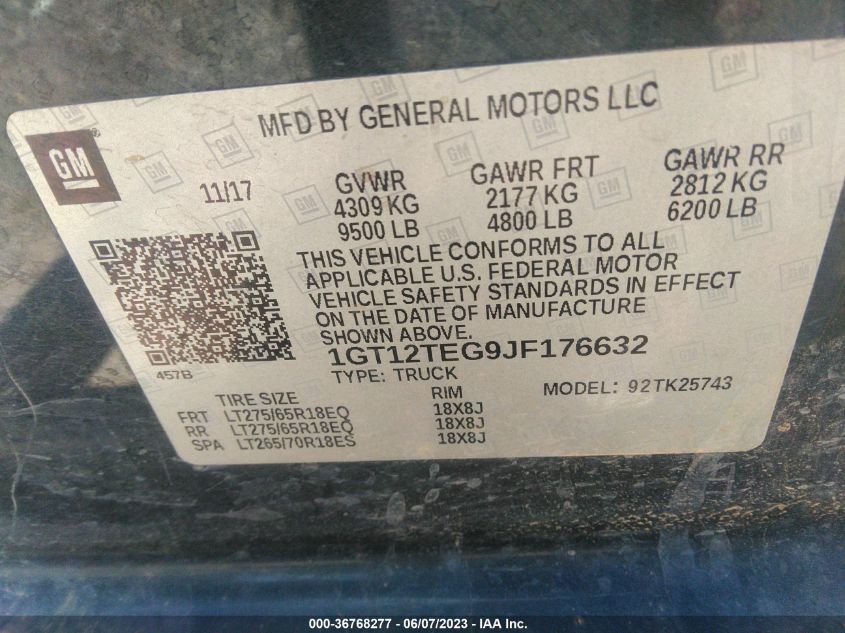 MFD BY GENERAL MOTORS LLC
GM
11/17
GVWR
4309 KG
9500 LB
GAWR FRT
2177 KG
4800 LB
GAWR RR
2812 KG
6200 LB
THIS VEHICLE CONFORMS TO ALL
APPLICABLE U.S. FEDERAL MOTOR
VEHICLE SAFETY STANDARDS IN EFFECT
ON THE DATE OF MANUFACTURE
SHOWN ABOVE.
457B
1GT12TEG9JF176632
TYPE: TRUCK
MODEL: 92TK25743
TIRE SIZE RIM
FRT LT275/65R18EQ 18X8J
RR LT275/65R18EQ 18X8J
SPA LT265/70R18ES 18X8J
000-36768277 - 06/07/2023 - IAA Inc.